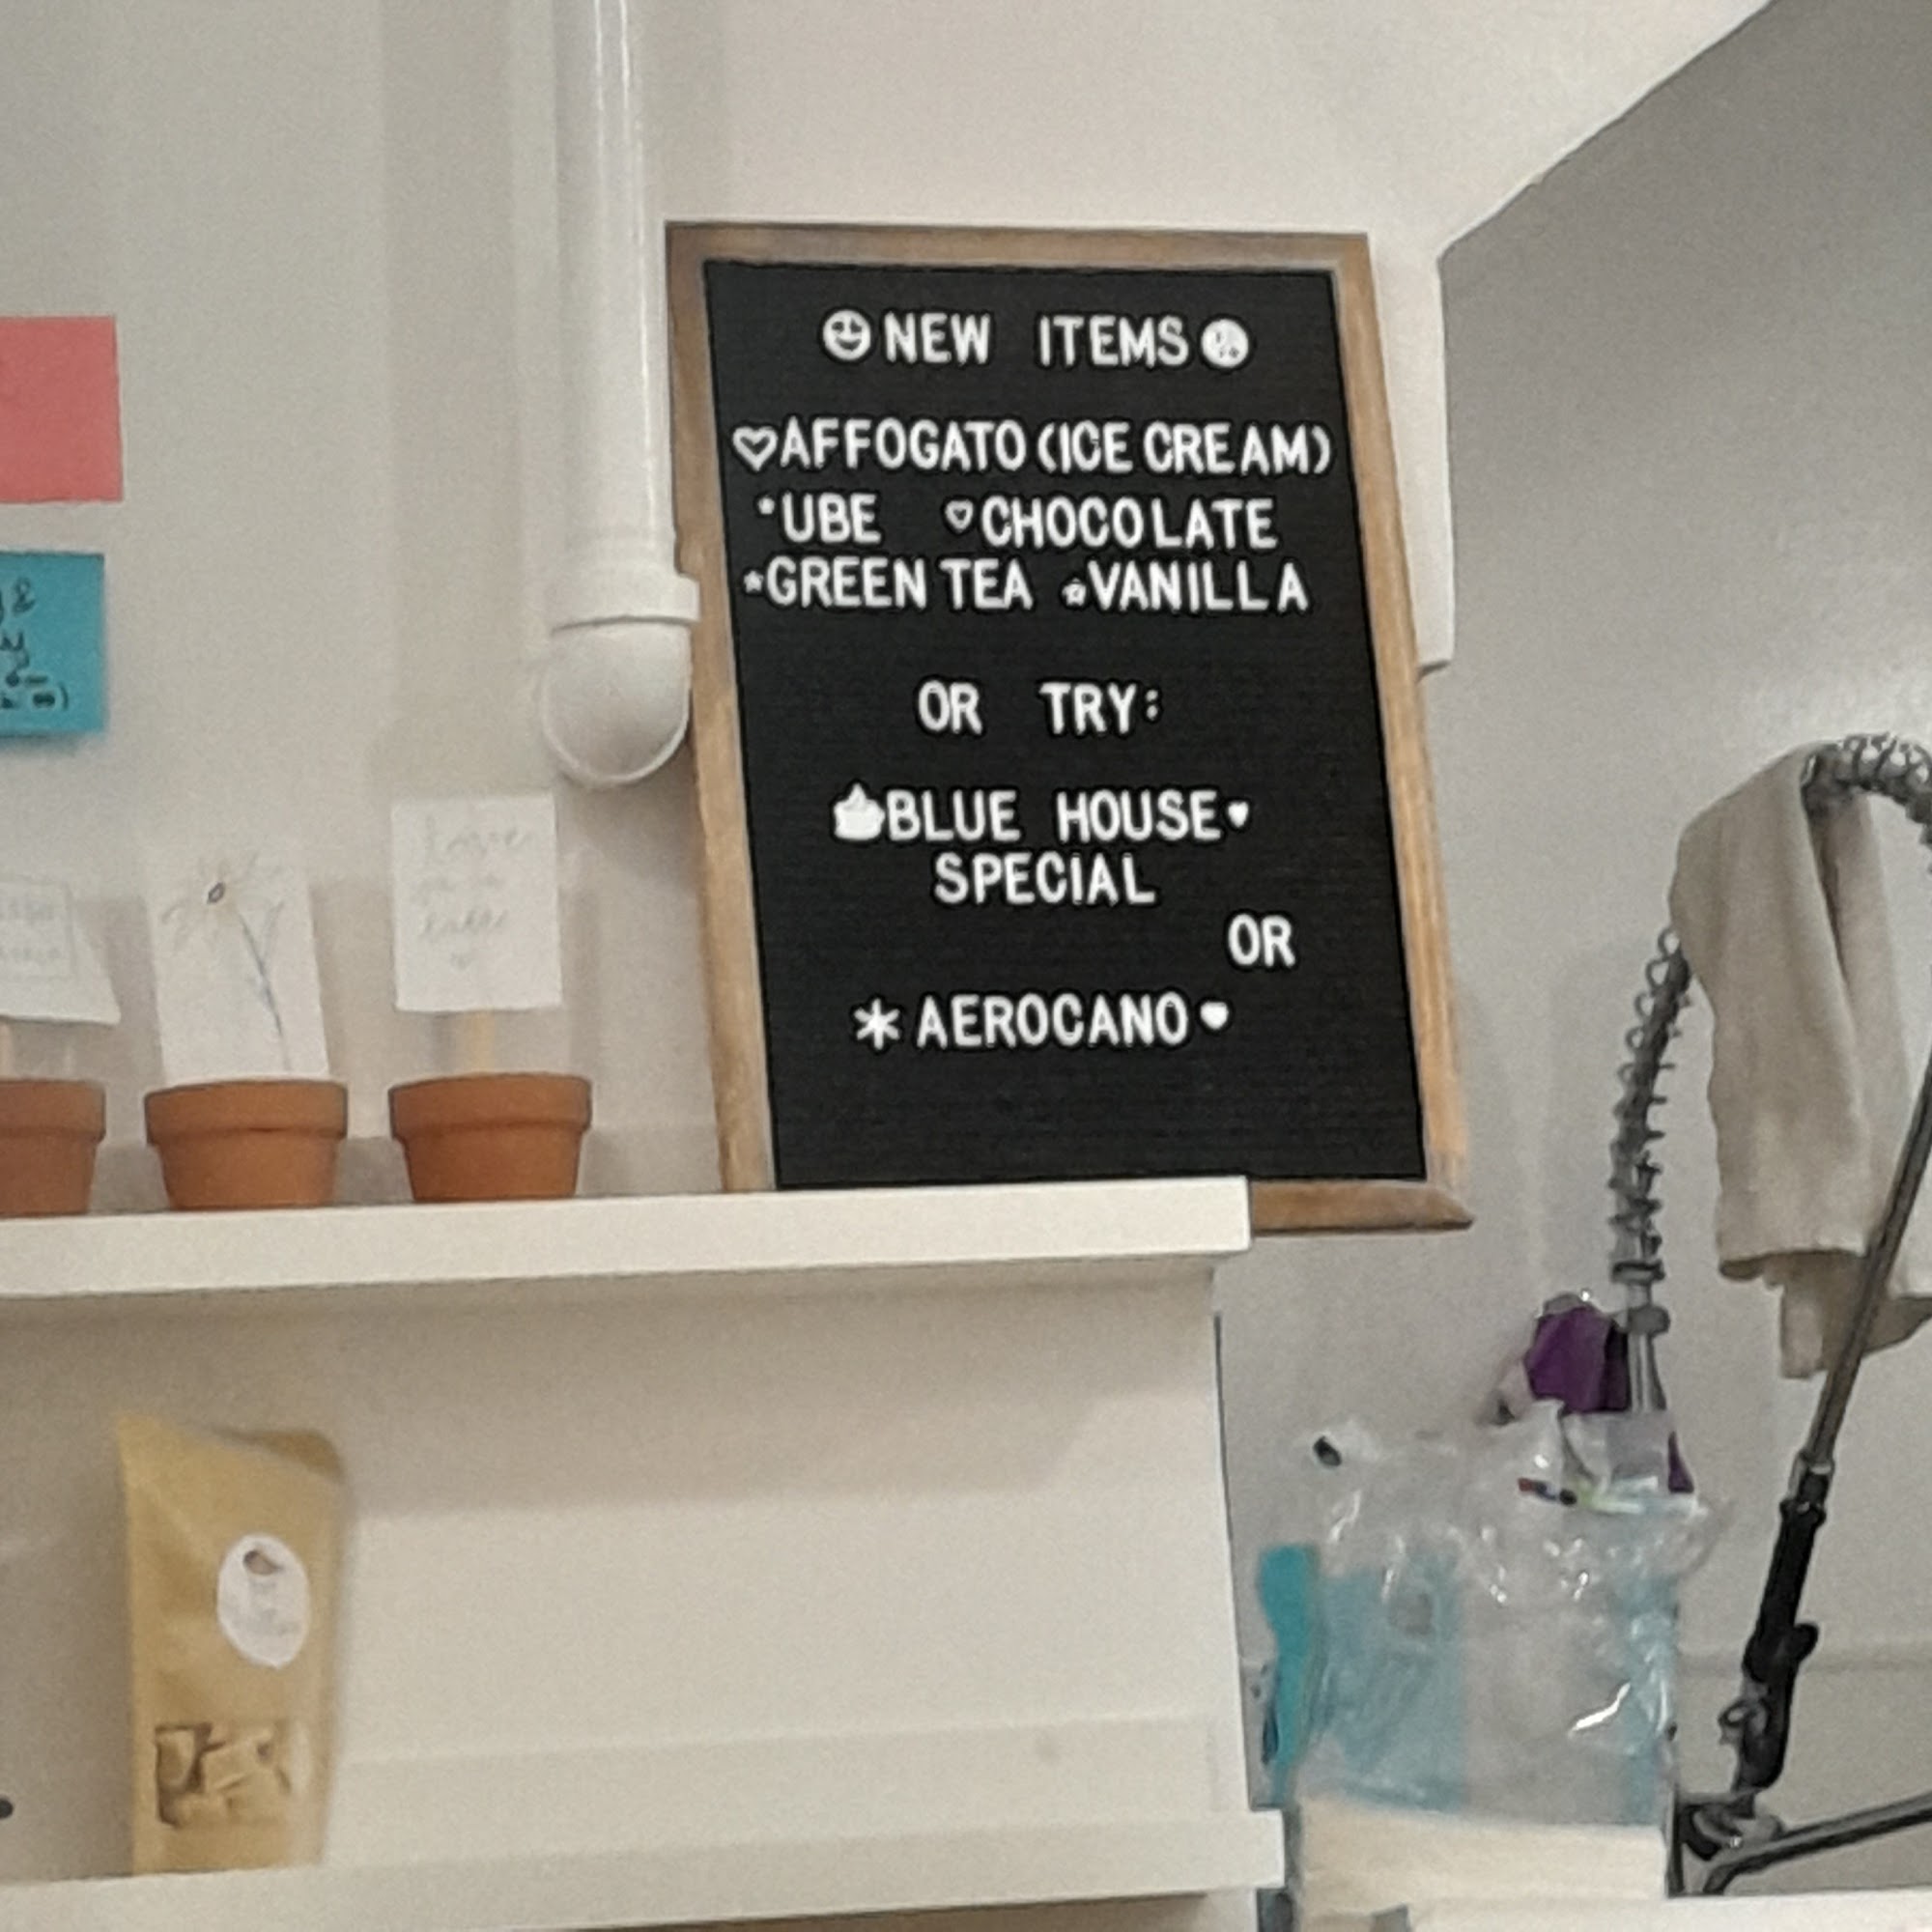 NEW ITEMS
AFFOGATO (ICE CREAM)
UBE CHOCOLATE
GREEN TEA VANILLA
OR TRY:
BLUE HOUSE
SPECIAL
OR
* AEROCANO